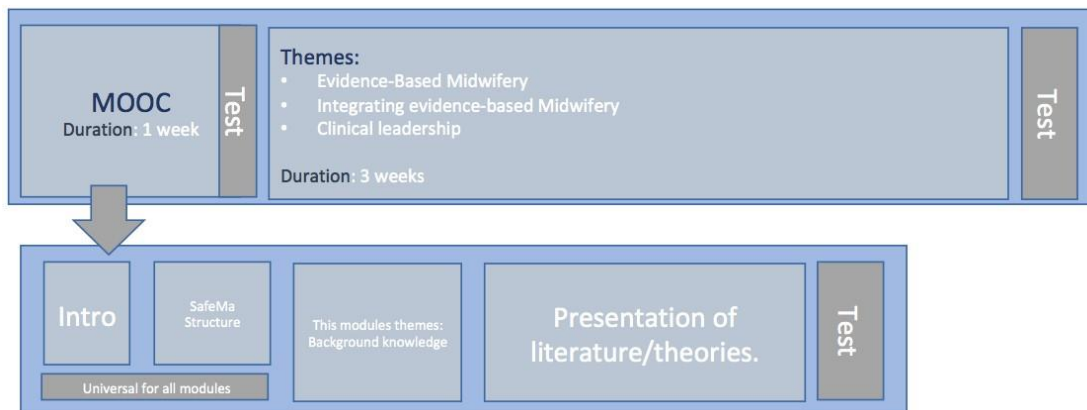 MOOC
Duration: 1 week
Test
Themes:
• Evidence-Based Midwifery
• Integrating evidence-based Midwifery
• Clinical leadership
Duration: 3 weeks
Test
Intro
SafeMa
Structure
Universal for all modules
This modules themes:
Background knowledge
Presentation of
literature/theories.
Test